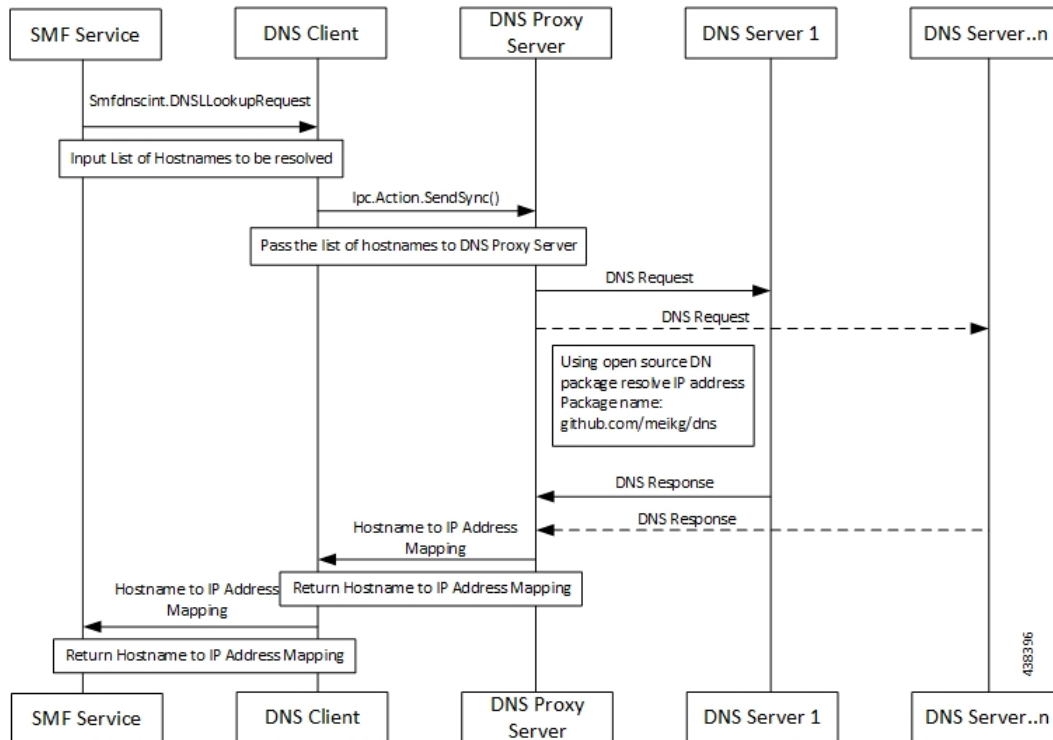 SMF Service
DNS Client
DNS Proxy
Server
DNS Server 1
DNS Server..n
Smfdnscint.DNSLLookupRequest
Input List of Hostnames to be resolved
Ipc.Action.SendSync()
Pass the list of hostnames to DNS Proxy Server
DNS Request
DNS Request
Using open source DN
package resolve IP address
Package name:
github.com/meikg/dns
DNS Response
DNS Response
Hostname to IP Address
Mapping
Return Hostname to IP Address Mapping
Hostname to IP Address
Mapping
Return Hostname to IP Address Mapping
438396
SMF Service
DNS Client
DNS Proxy
Server
DNS Server 1
DNS Server..n